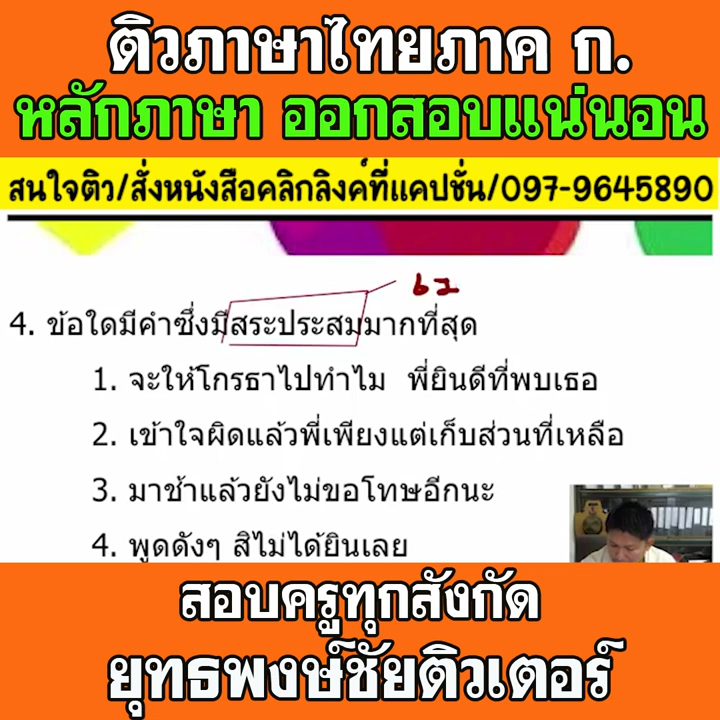 ติวภาษาไทยภาค ก.
หลักภาษา ออกสอบแน่นอน
สนใจติว/สั่งหนังสือคลิกลิงค์ที่แคปชั่น/097-9645890
4. ข้อใดมีคำซึ่งมีสระประสมมากที่สุด
1. จะให้โกรธาไปทำไม พี่ยินดีที่พบเธอ
2. เข้าใจผิดแล้วพี่เพียงแต่เก็บส่วนที่เหลือ
3. มาช้าแล้วยังไม่ขอโทษอีกนะ
4. พูดดังๆ สิไม่ได้ยินเลย
สอบครูทุกสังกัด
ยุทธพงษ์ชัยติวเตอร์